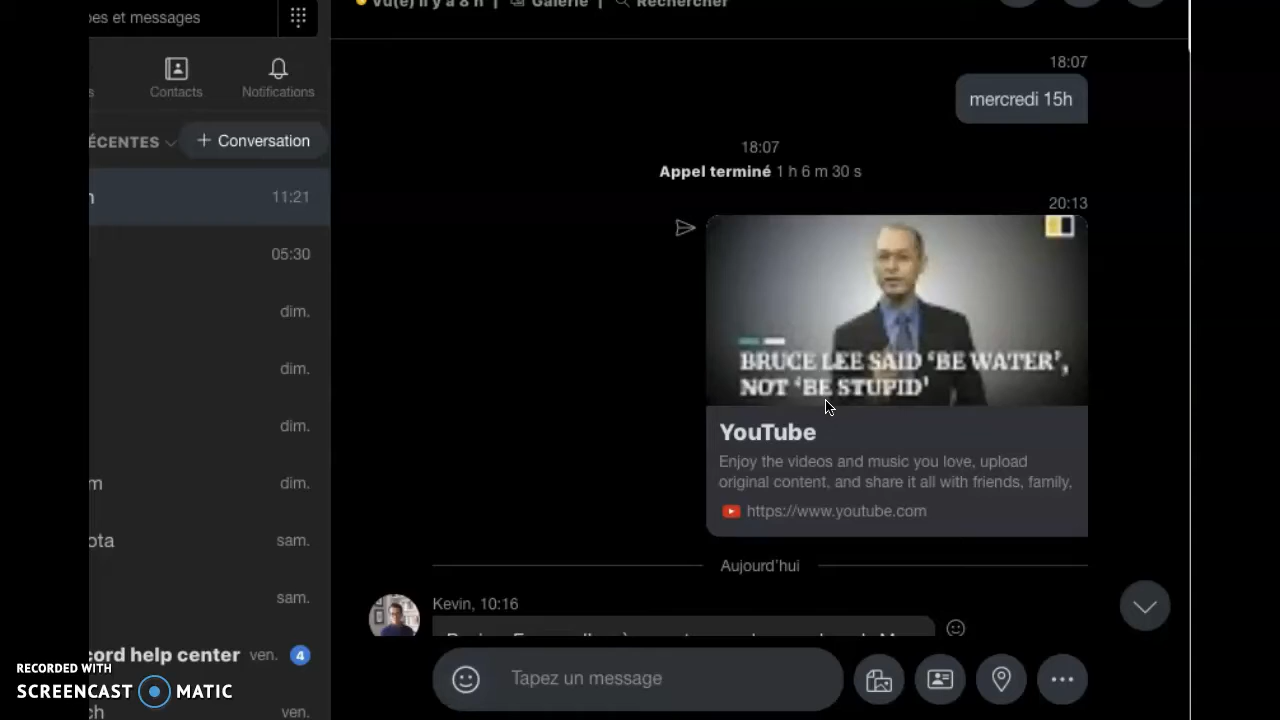 Vu(e) il y a 8 h | Galerie | Rechercher
pes et messages
s
Contacts
Notifications
ÉCENTES
+ Conversation
n
11:21
05:30
dim.
dim.
dim.
m
dim.
ota
sam.
sam.
cord help center
ven.
4
ch
ven.
18:07
mercredi 15h
18:07
Appel terminé 1 h 6 m 30 s
20:13
BRUCE LEE SAID ‘BE WATER’,
NOT ‘BE STUPID’
YouTube
Enjoy the videos and music you love, upload
original content, and share it all with friends, family,
https://www.youtube.com
Aujourd'hui
Kevin, 10:16
Tapez un message
RECORDED WITH
SCREENCAST MATIC